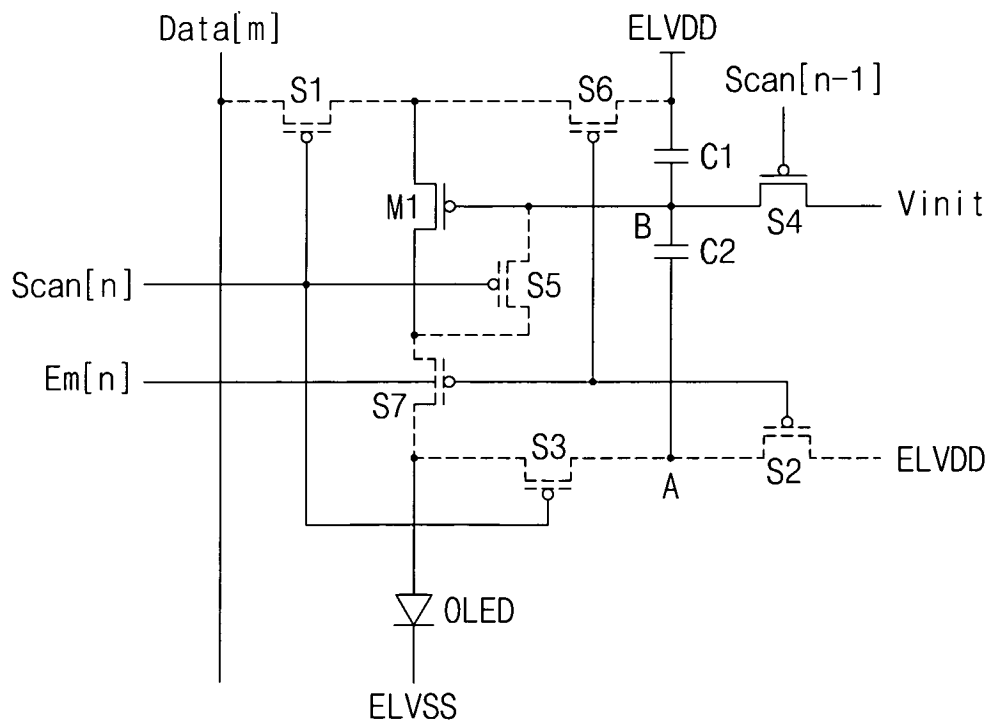 Data[m]
ELVDD
Scan[n-1]
S1
S6
C1
M1
B
S4
Vinit
C2
Scan[n]
S5
Em[n]
S7
S3
A
S2
ELVDD
OLED
ELVSS